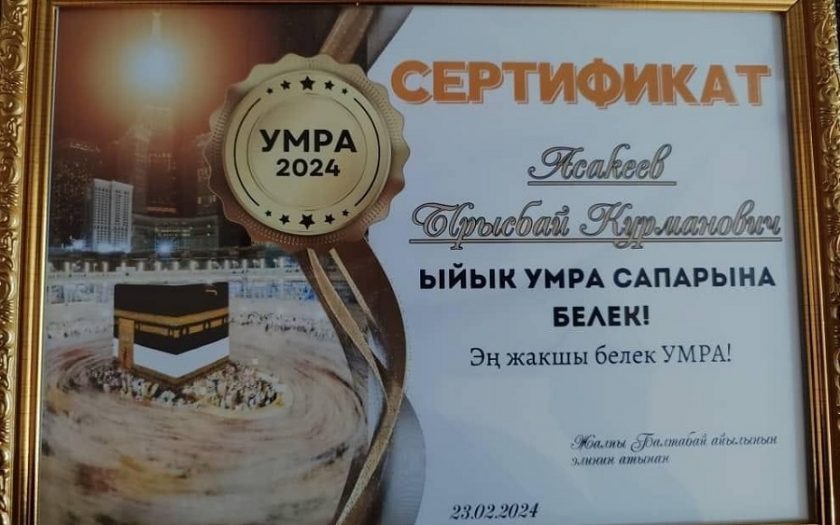 СЕРТИФИКАТ
УМРА
2024
Асакеев
Ырысбай Курманович
ЫЙЫК УМРА САПАРЫНА
БЕЛЕК!
Эң жакшы белек УМРА!
Жалпы Балтабай айылынын
элинин атынан
23.02.2024